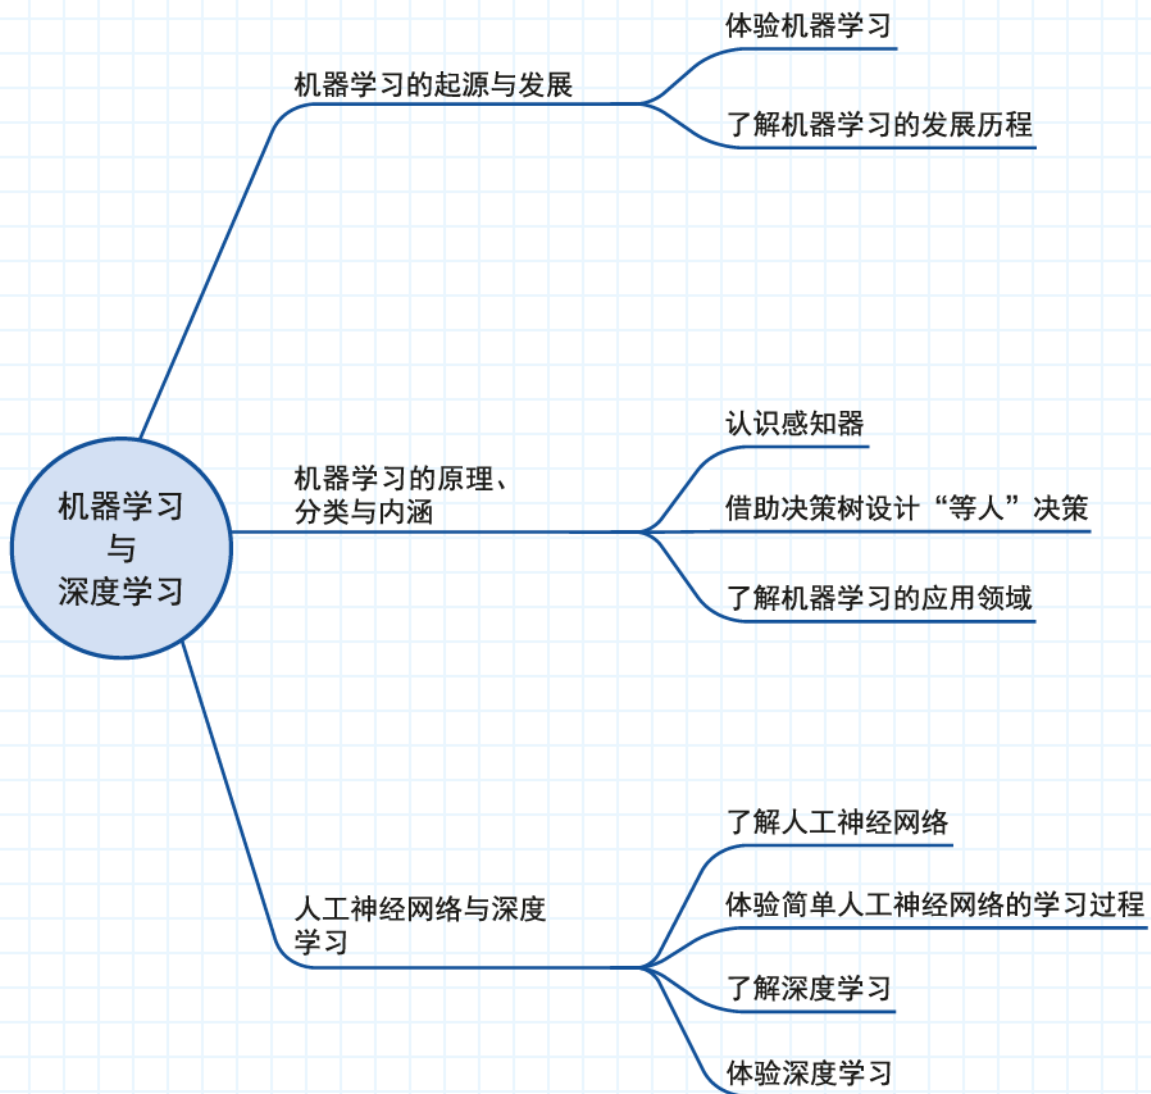 机器学习
与
深度学习
机器学习的起源与发展
体验机器学习
了解机器学习的发展历程
机器学习的原理、
分类与内涵
认识感知器
借助决策树设计“等人”决策
了解机器学习的应用领域
人工神经网络与深度
学习
了解人工神经网络
体验简单人工神经网络的学习过程
了解深度学习
体验深度学习